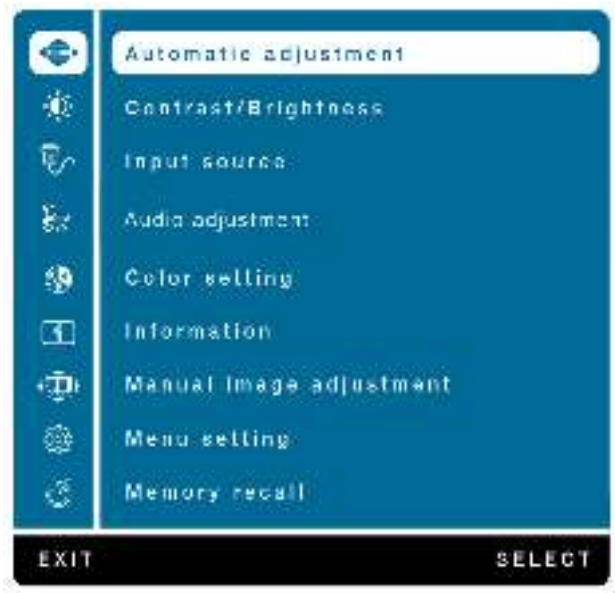 Automatic adjustment
Contrast/Brightness
Input source
Audio adjustment
Color setting
Information
Manual image adjustment
Menu setting
Memory recall
EXIT SELECT